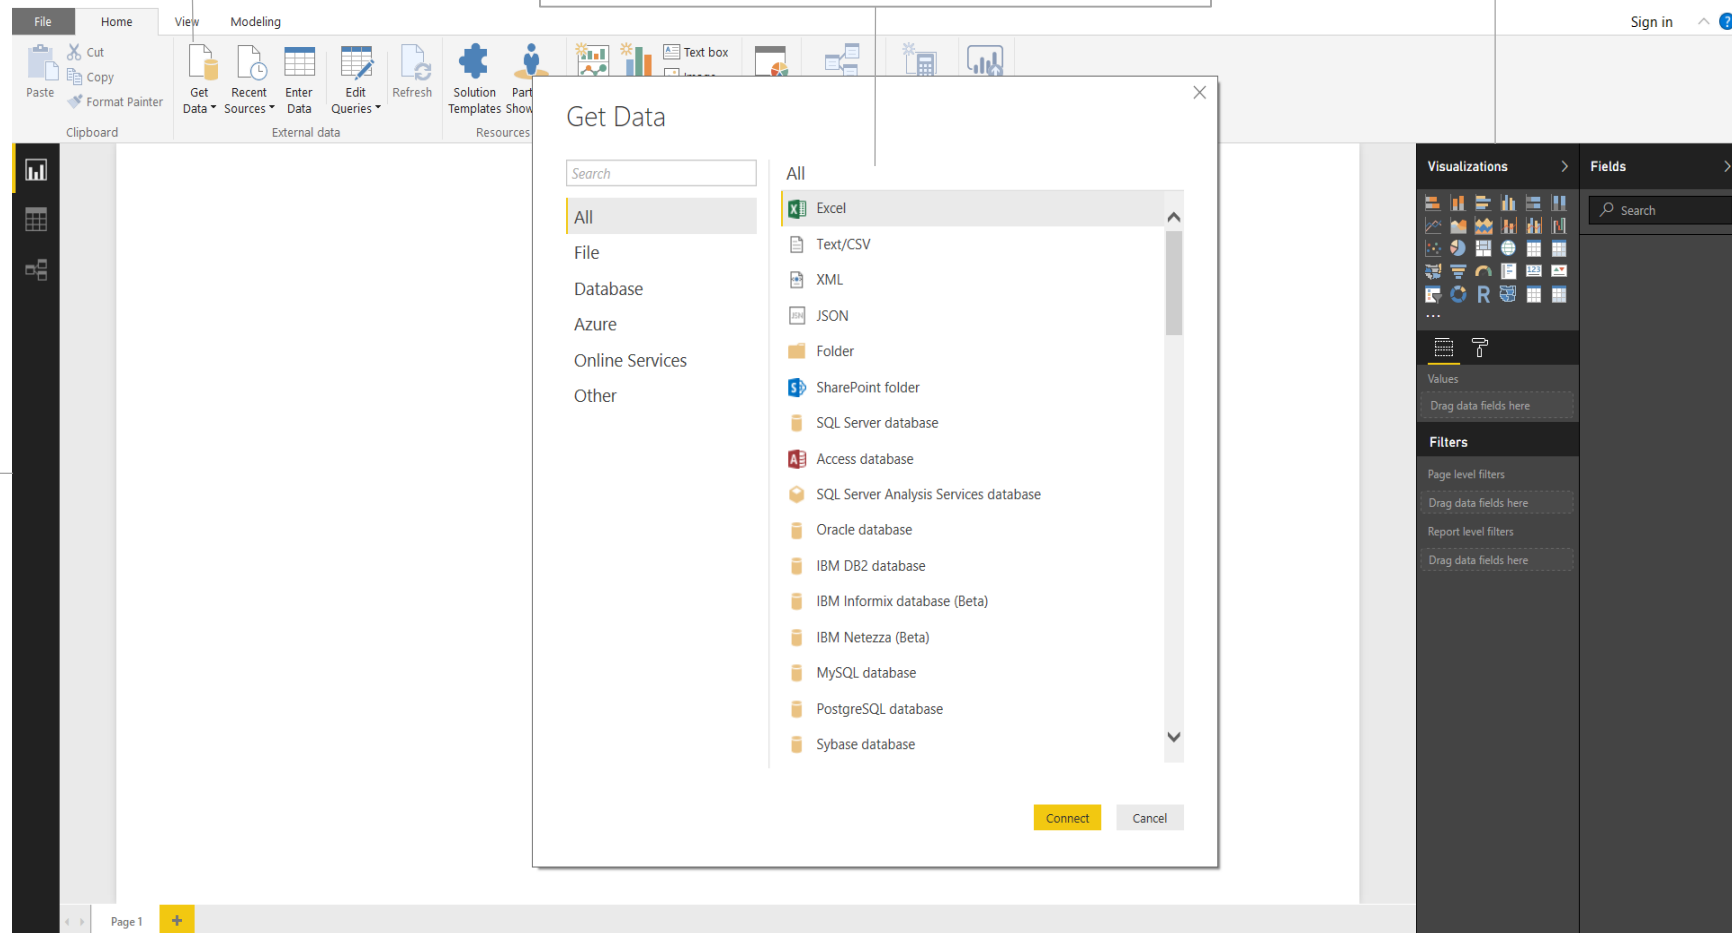 File Home View Modeling Sign in
Cut
Copy
Format Painter
Paste
Clipboard
Get Data
Recent Sources
Enter Data
Edit Queries
Refresh
External data
Solution Templates
Resources
Text box
Get Data
Search
All
File
Database
Azure
Online Services
Other
All
Excel
Text/CSV
XML
JSON
Folder
SharePoint folder
SQL Server database
Access database
SQL Server Analysis Services database
Oracle database
IBM DB2 database
IBM Informix database (Beta)
IBM Netezza (Beta)
MySQL database
PostgreSQL database
Sybase database
Connect Cancel
Visualizations
R
123
Values
Drag data fields here
Filters
Page level filters
Drag data fields here
Report level filters
Drag data fields here
Fields
Search
Page 1